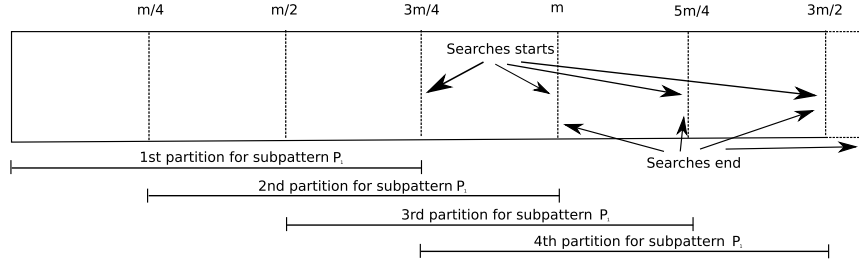 m/4 m/2 3m/4 m 5m/4 3m/2
Searches starts
Searches end
1st partition for subpattern P₁
2nd partition for subpattern P₁
3rd partition for subpattern P₁
4th partition for subpattern P₁